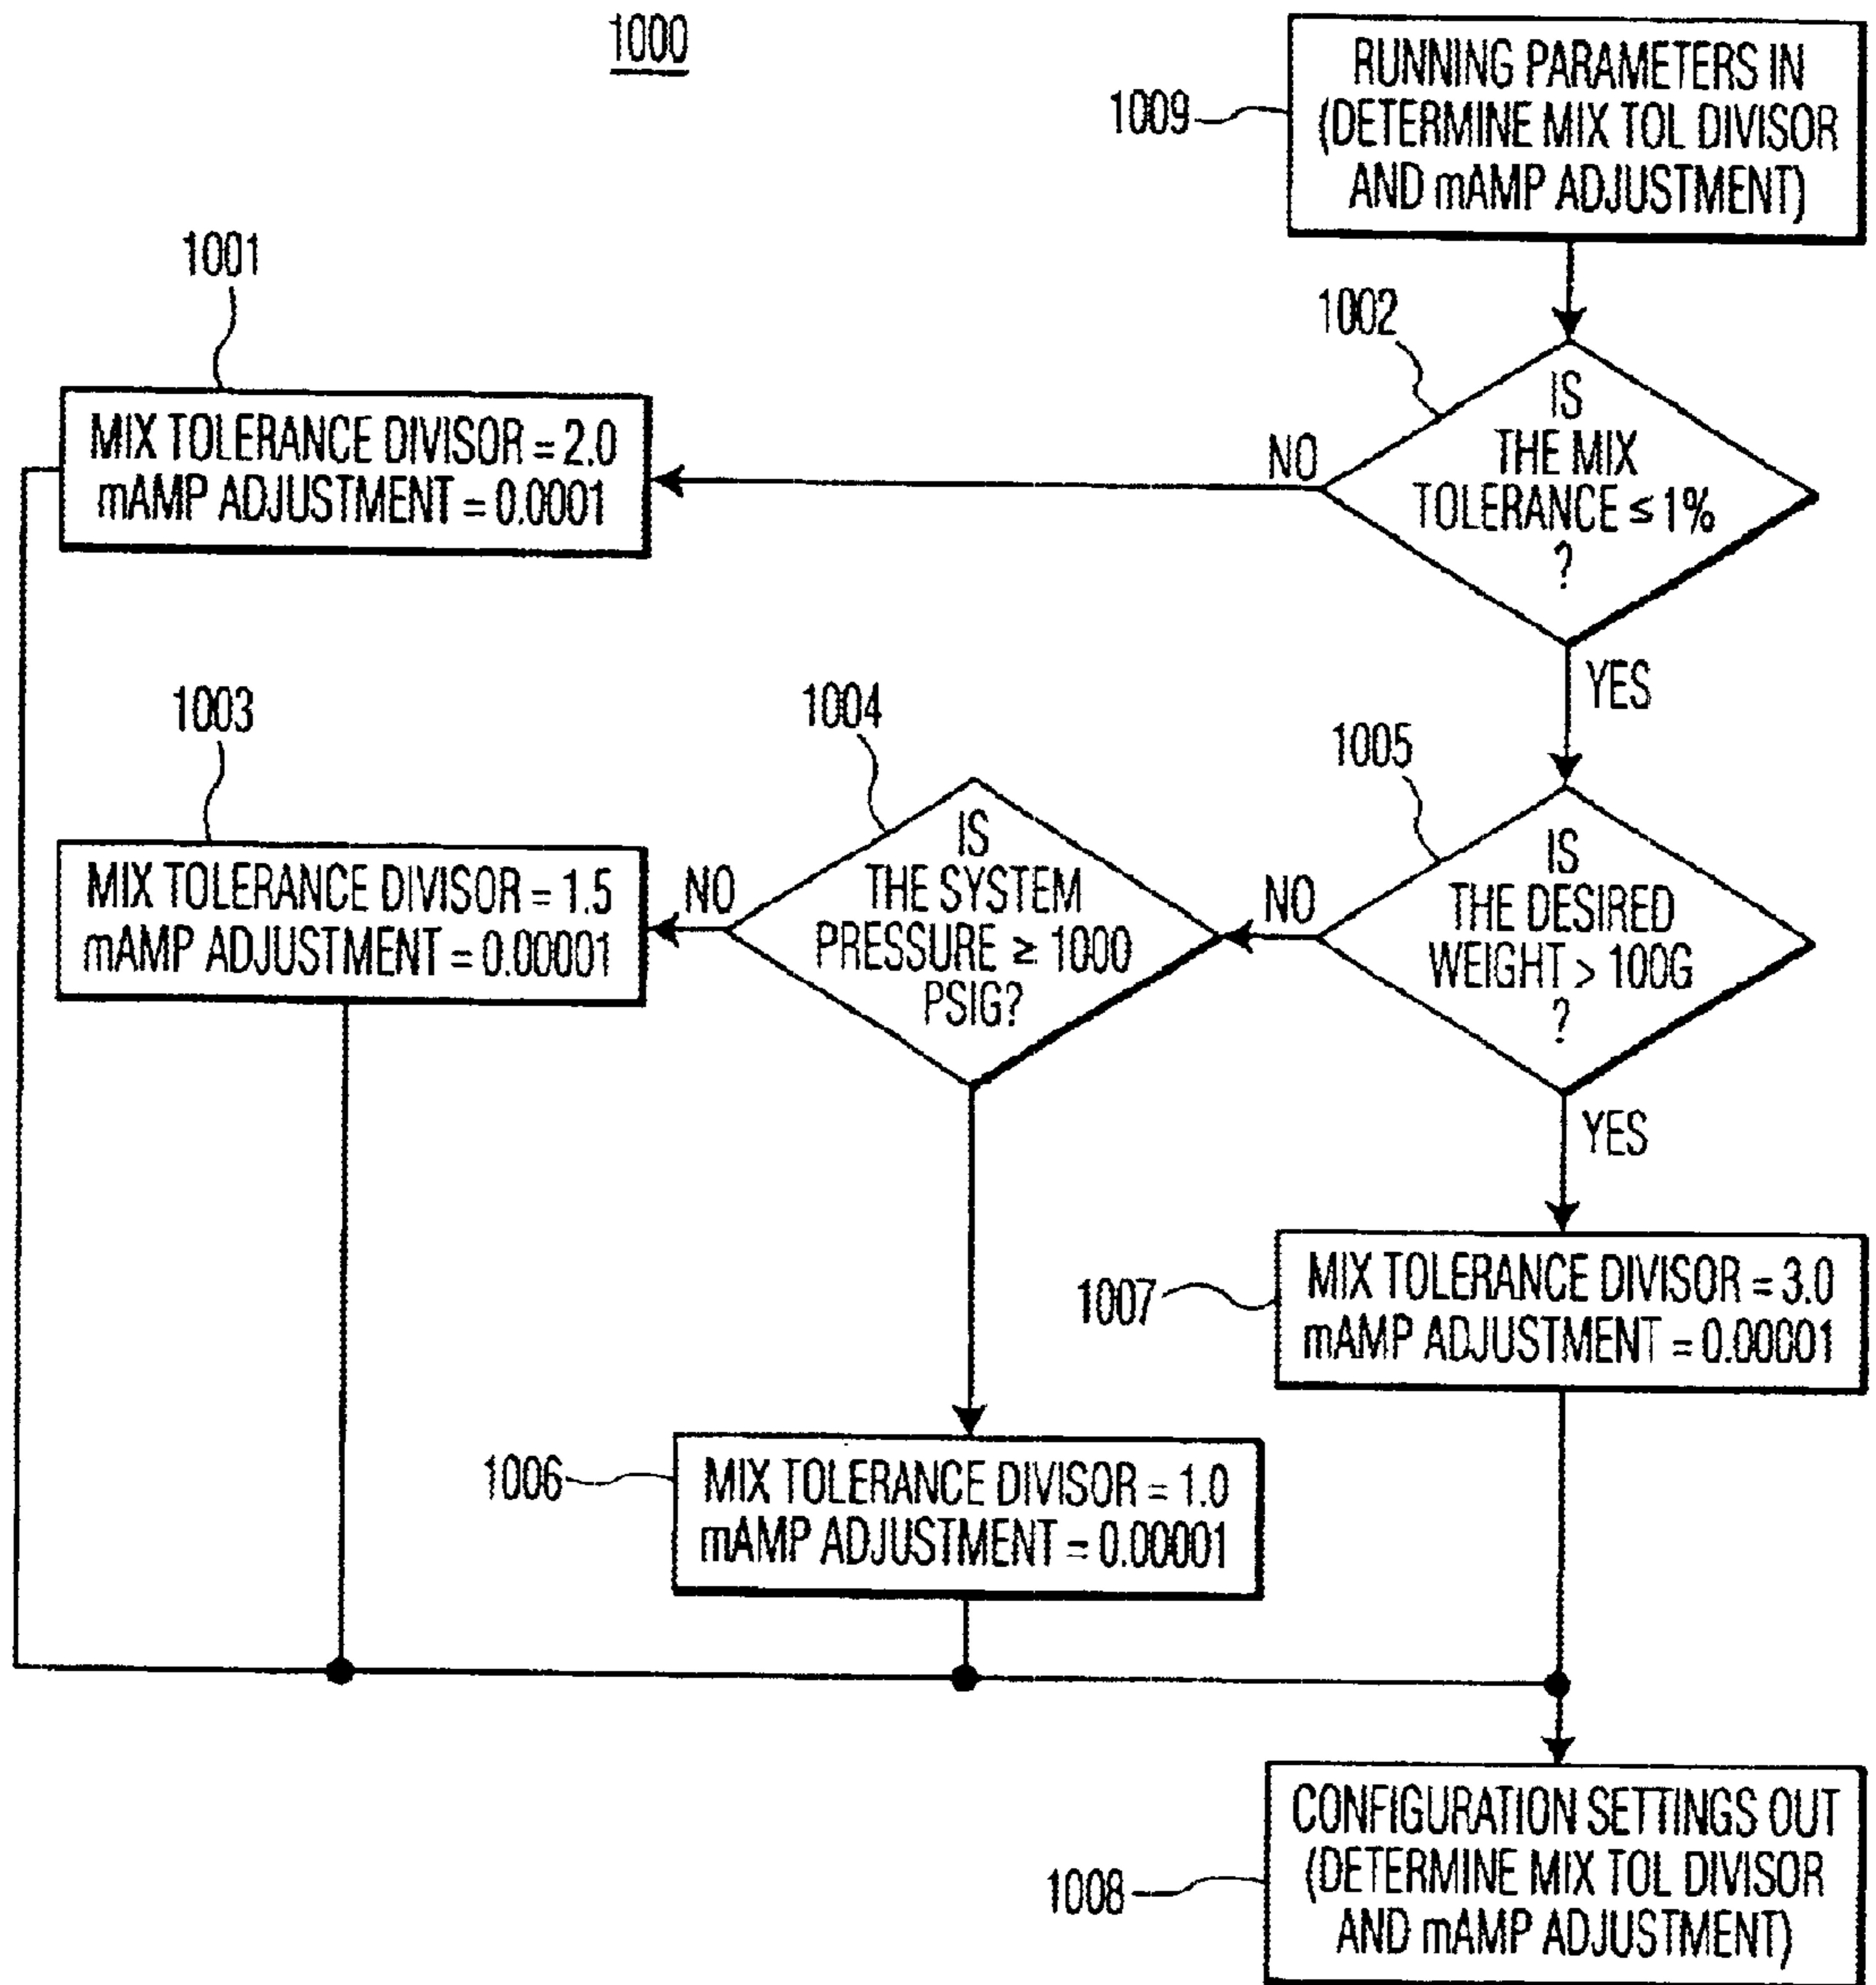 1000
1009
RUNNING PARAMETERS IN
(DETERMINE MIX TOL DIVISOR
AND mAMP ADJUSTMENT)
1001
MIX TOLERANCE DIVISOR = 2.0
mAMP ADJUSTMENT = 0.0001
1002
NO
IS
THE MIX
TOLERANCE ≤ 1%
?
YES
1003
MIX TOLERANCE DIVISOR = 1.5
mAMP ADJUSTMENT = 0.00001
NO
1004
IS
THE SYSTEM
PRESSURE ≥ 1000
PSIG?
NO
1005
IS
THE DESIRED
WEIGHT > 100G
?
YES
1007
MIX TOLERANCE DIVISOR = 3.0
mAMP ADJUSTMENT = 0.00001
1006
MIX TOLERANCE DIVISOR = 1.0
mAMP ADJUSTMENT = 0.00001
1008
CONFIGURATION SETTINGS OUT
(DETERMINE MIX TOL DIVISOR
AND mAMP ADJUSTMENT)